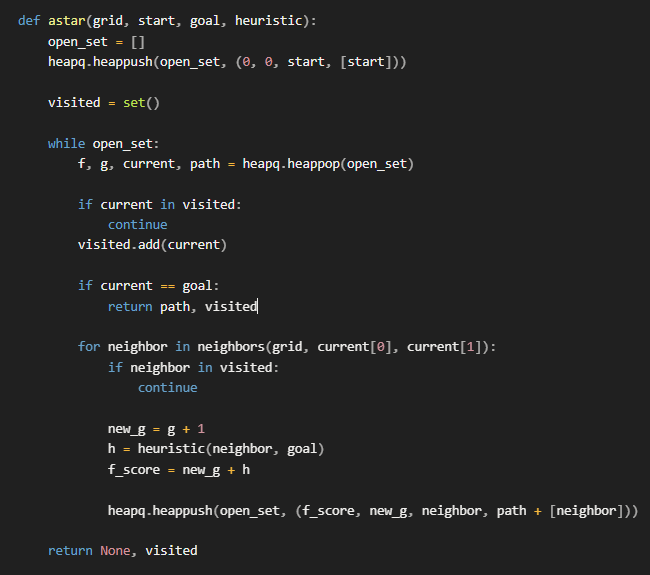 def astar(grid, start, goal, heuristic):
    open_set = []
    heapq.heappush(open_set, (0, 0, start, [start]))

    visited = set()

    while open_set:
        f, g, current, path = heapq.heappop(open_set)

        if current in visited:
            continue
        visited.add(current)

        if current == goal:
            return path, visited

        for neighbor in neighbors(grid, current[0], current[1]):
            if neighbor in visited:
                continue

            new_g = g + 1
            h = heuristic(neighbor, goal)
            f_score = new_g + h

            heapq.heappush(open_set, (f_score, new_g, neighbor, path + [neighbor]))

    return None, visited